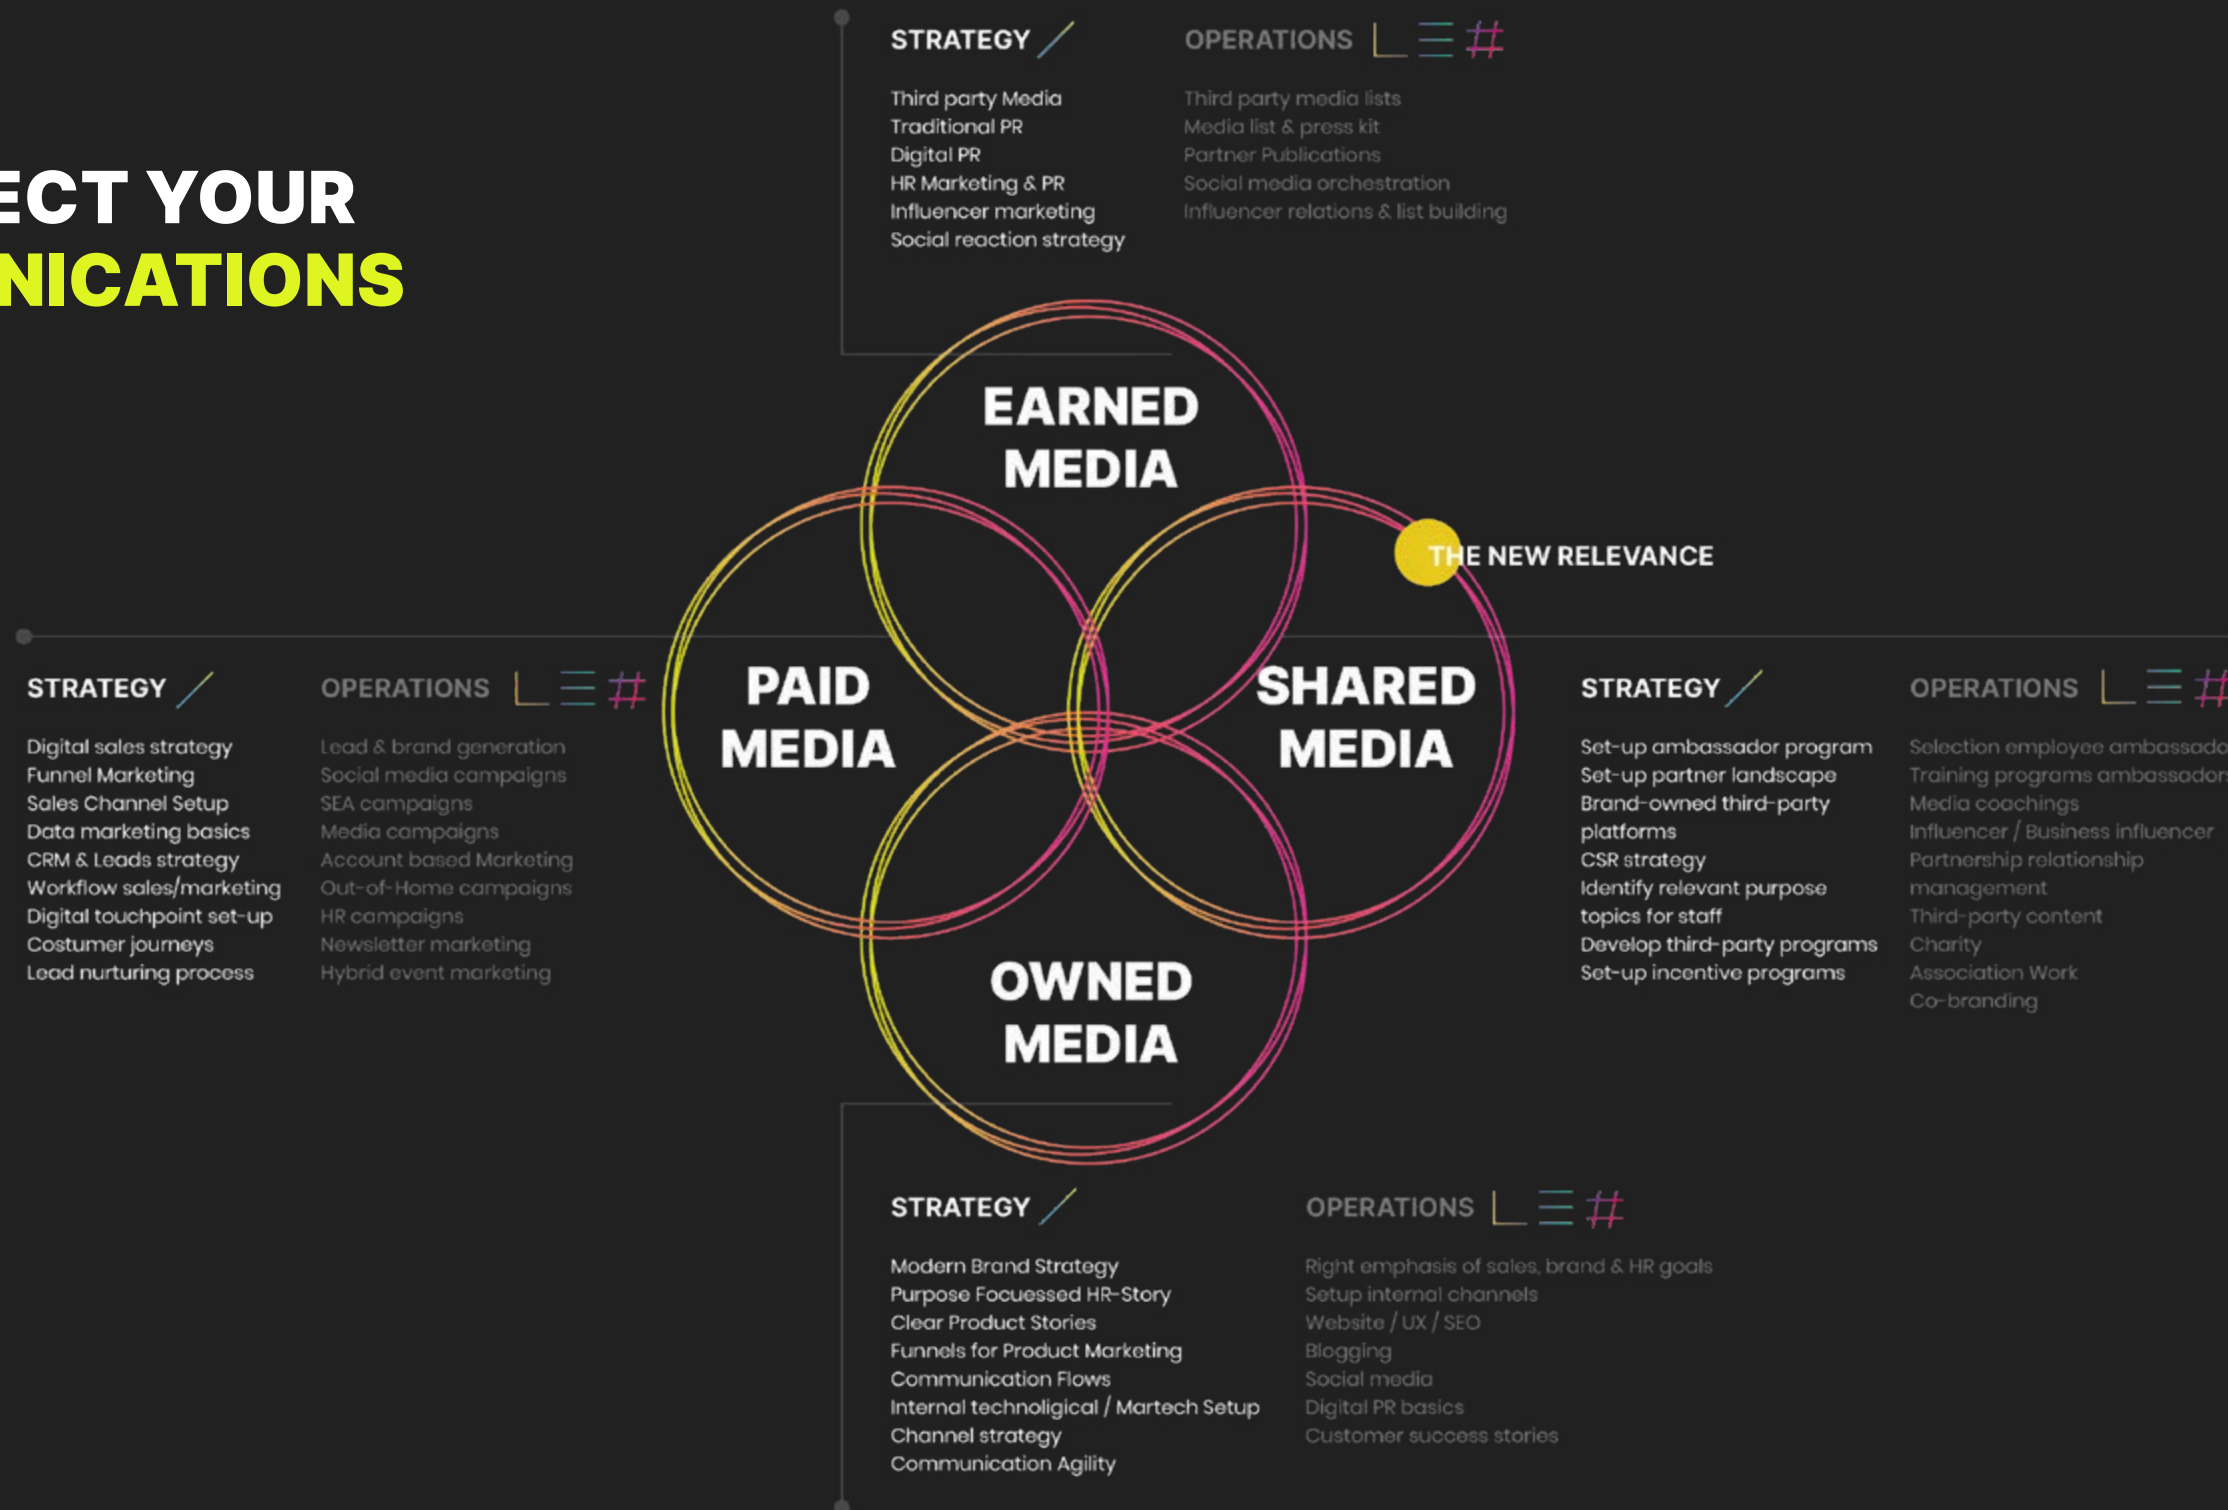 STRATEGY
Third party Media
Traditional PR
Digital PR
HR Marketing & PR
Influencer marketing
Social reaction strategy
OPERATIONS
Third party media lists
Media list & press kit
Partner Publications
Social media orchestration
Influencer relations & list building
ECT YOUR
NICATIONS
EARNED
MEDIA
THE NEW RELEVANCE
PAID
MEDIA
SHARED
MEDIA
OWNED
MEDIA
STRATEGY
Digital sales strategy
Funnel Marketing
Sales Channel Setup
Data marketing basics
CRM & Leads strategy
Workflow sales/marketing
Digital touchpoint set-up
Costumer journeys
Lead nurturing process
OPERATIONS
Lead & brand generation
Social media campaigns
SEA campaigns
Media campaigns
Account based Marketing
Out-of-Home campaigns
HR campaigns
Newsletter marketing
Hybrid event marketing
STRATEGY
Set-up ambassador program
Set-up partner landscape
Brand-owned third-party
platforms
CSR strategy
Identify relevant purpose
topics for staff
Develop third-party programs
Set-up incentive programs
OPERATIONS
Selection employee ambassado
Training programs ambassadors
Media coachings
Influencer / Business influencer
Partnership relationship
management
Third-party content
Charity
Association Work
Co-branding
STRATEGY
Modern Brand Strategy
Purpose Focuessed HR-Story
Clear Product Stories
Funnels for Product Marketing
Communication Flows
Internal technoligical / Martech Setup
Channel strategy
Communication Agility
OPERATIONS
Right emphasis of sales, brand & HR goals
Setup internal channels
Website / UX / SEO
Blogging
Social media
Digital PR basics
Customer success stories